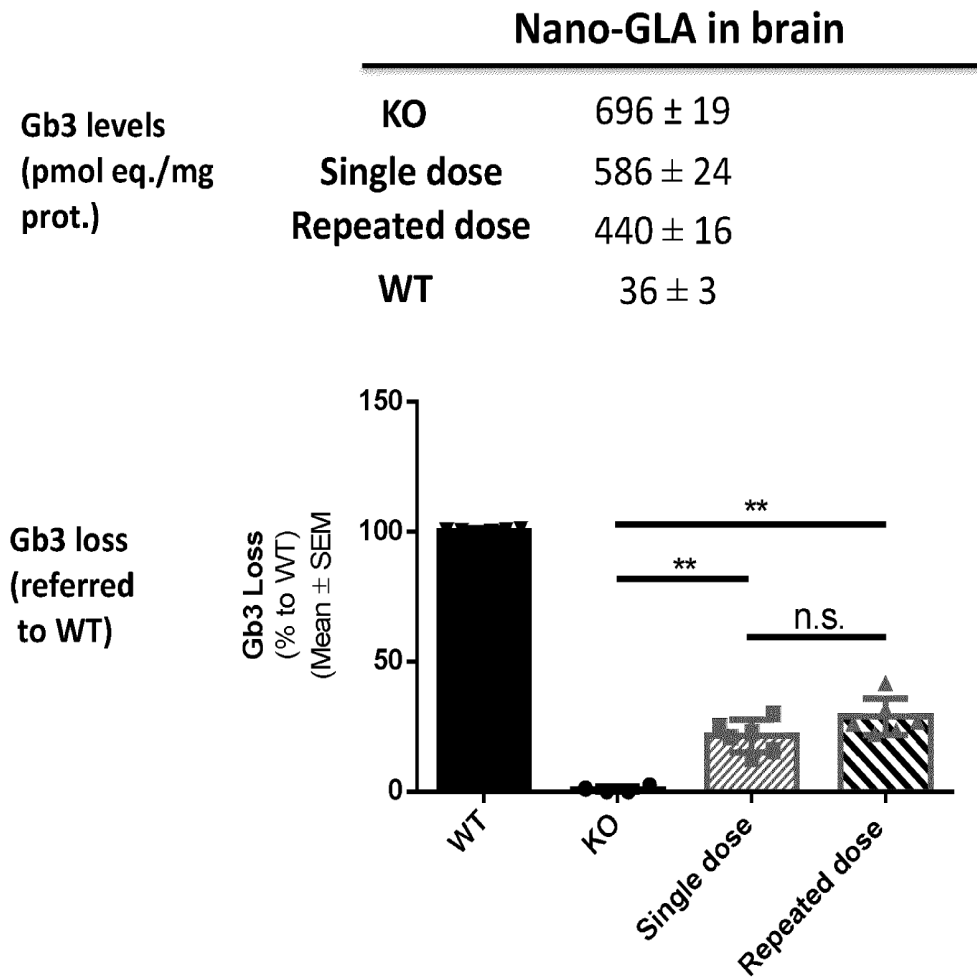 Nano-GLA in brain
Gb3 levels
(pmol eq./mg
prot.)
KO 696 ± 19
Single dose 586 ± 24
Repeated dose 440 ± 16
WT 36 ± 3
Gb3 loss
(referred
to WT)
Gb3 Loss
(% to WT)
(Mean ± SEM
150
100
50
0
**
**
n.s.
WT
KO
Single dose
Repeated dose